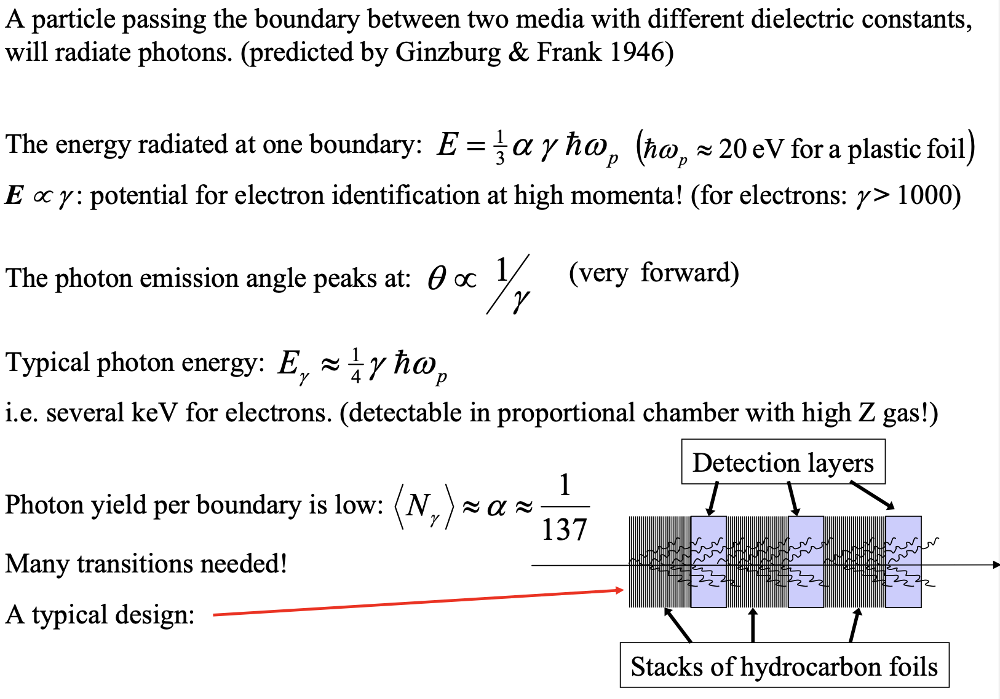 A particle passing the boundary between two media with different dielectric constants,
will radiate photons. (predicted by Ginzburg & Frank 1946)
The energy radiated at one boundary: E = 1/3 α γ ħω_p (ħω_p ≈ 20 eV for a plastic foil)
E ∝ γ: potential for electron identification at high momenta! (for electrons: γ > 1000)
The photon emission angle peaks at: θ ∝ 1/γ (very forward)
Typical photon energy: E_γ ≈ 1/4 γ ħω_p
i.e. several keV for electrons. (detectable in proportional chamber with high Z gas!)
Detection layers
Photon yield per boundary is low: ⟨N_γ⟩ ≈ α ≈ 1/137
Many transitions needed!
A typical design:
Stacks of hydrocarbon foils